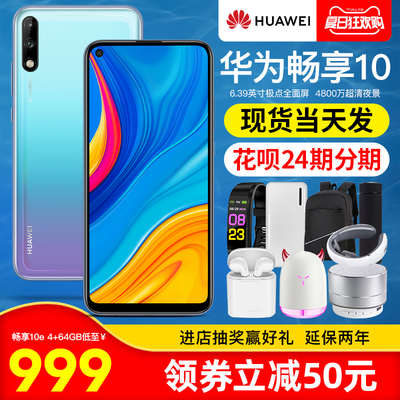 HUAWEI
夏日狂欢购
华为畅享10
6.39英寸极点全面屏 4800万超清夜景
现货当天发
花呗24期分期
HUAWEI
畅享10e 4+64GB低至¥
999
进店抽奖赢好礼 延保两年
领券立减50元